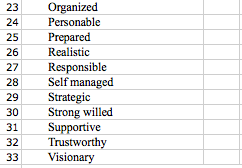 23 Organized
24 Personable
25 Prepared
26 Realistic
27 Responsible
28 Self managed
29 Strategic
30 Strong willed
31 Supportive
32 Trustworthy
33 Visionary